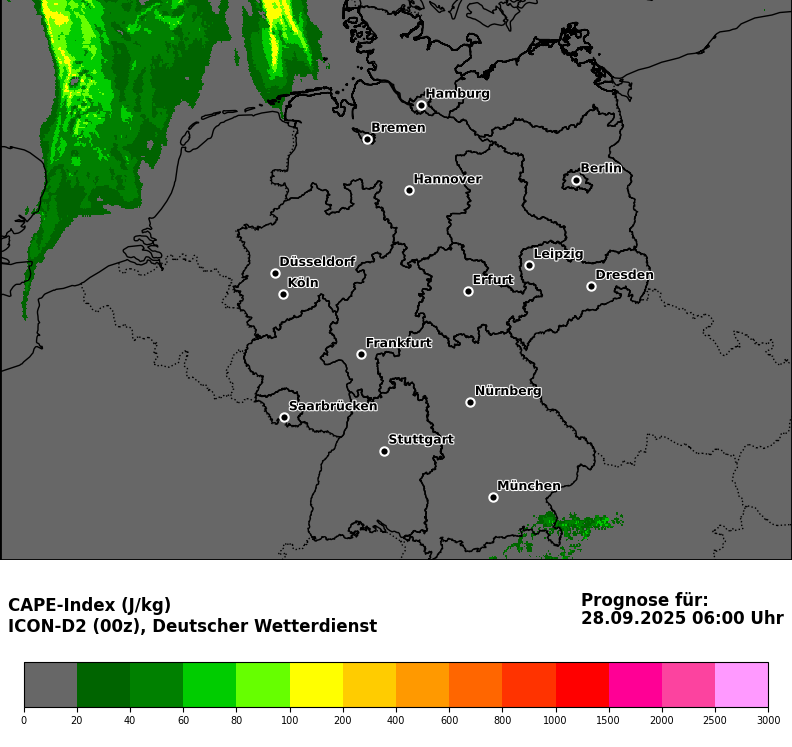 Hamburg
Bremen
Berlin
Hannover
Leipzig
Düsseldorf
Dresden
Erfurt
Köln
Frankfurt
Nürnberg
Saarbrücken
Stuttgart
München
CAPE-Index (J/kg)
ICON-D2 (00z), Deutscher Wetterdienst
Prognose für:
28.09.2025 06:00 Uhr
0 20 40 60 80 100 200 400 600 800 1000 1500 2000 2500 3000